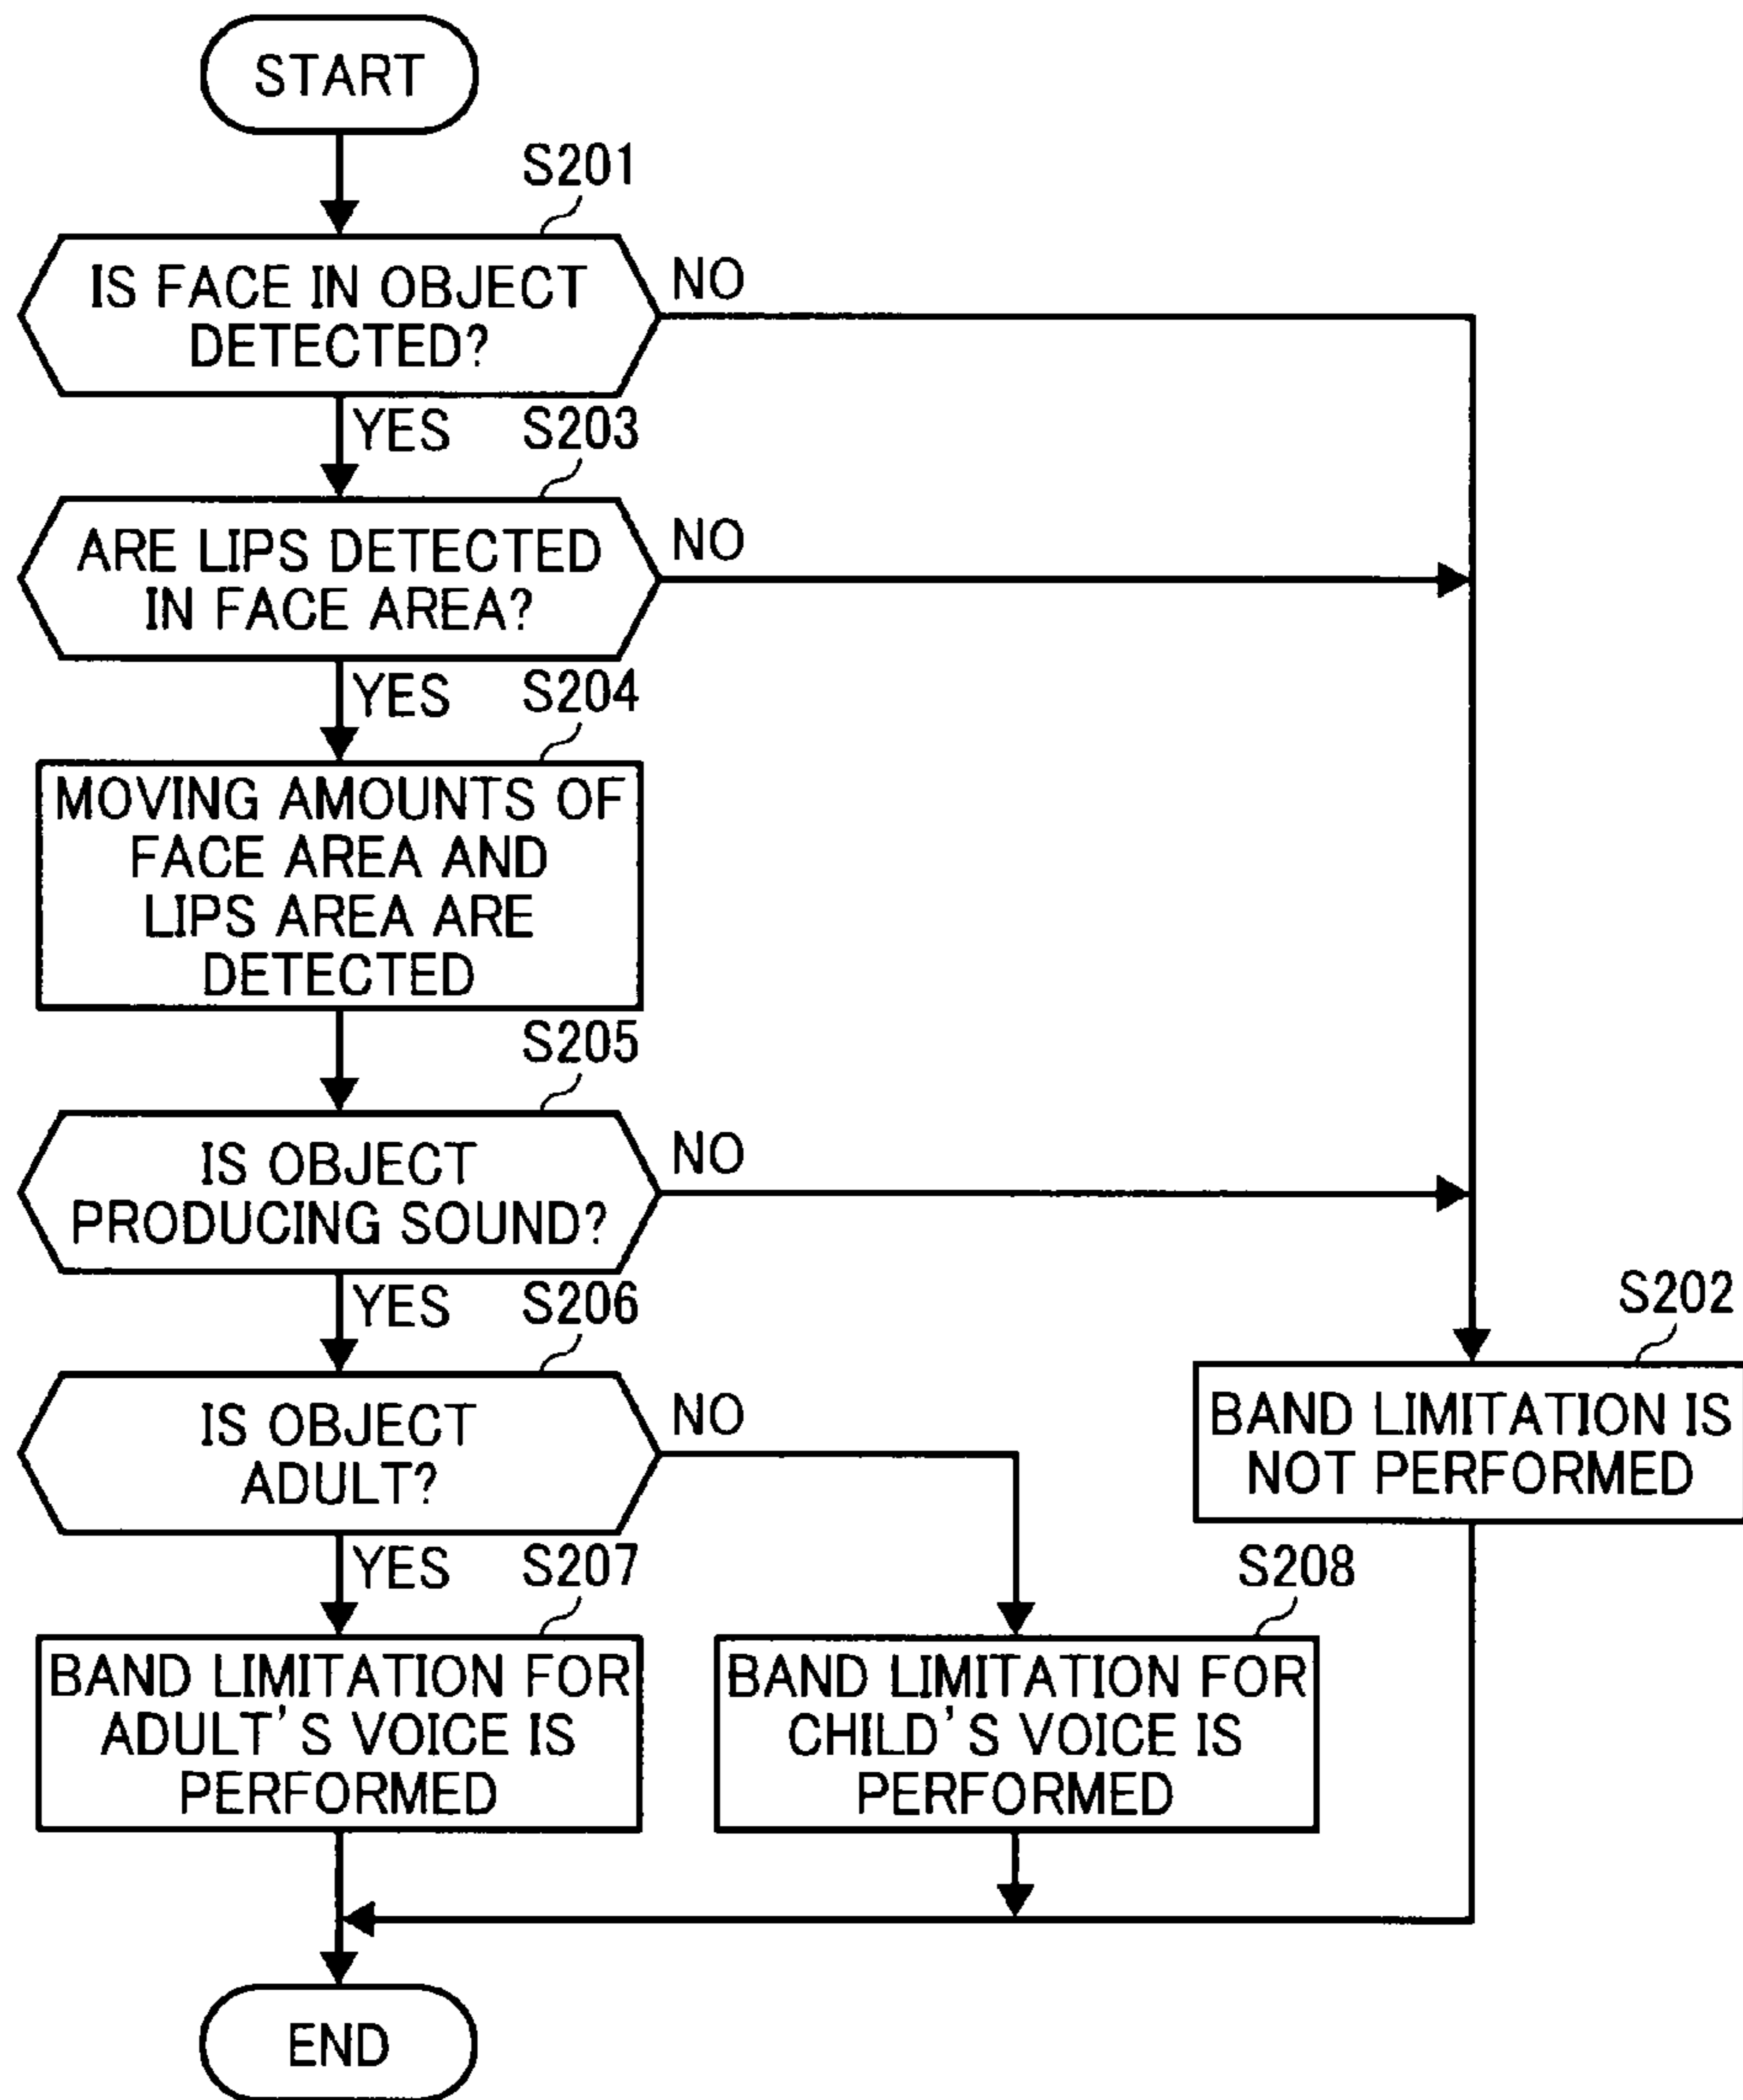 START
S201
IS FACE IN OBJECT
DETECTED?
NO
YES
S203
ARE LIPS DETECTED
IN FACE AREA?
NO
YES
S204
MOVING AMOUNTS OF
FACE AREA AND
LIPS AREA ARE
DETECTED
S205
IS OBJECT
PRODUCING SOUND?
NO
YES
S206
IS OBJECT
ADULT?
NO
S202
BAND LIMITATION IS
NOT PERFORMED
YES
S207
BAND LIMITATION FOR
ADULT'S VOICE IS
PERFORMED
S208
BAND LIMITATION FOR
CHILD'S VOICE IS
PERFORMED
END